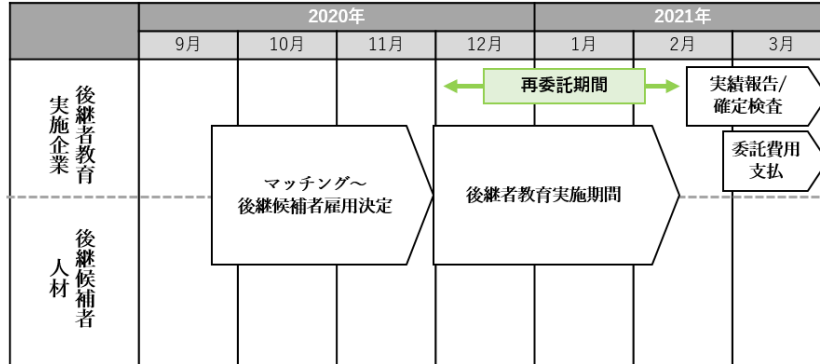 2020年
2021年
9月
10月
11月
12月
1月
2月
3月
後継者教育
実施企業
再委託期間
実績報告/
確定検査
委託費用
支払
マッチング～
後継候補者雇用決定
後継者教育実施期間
後継候補者
人材